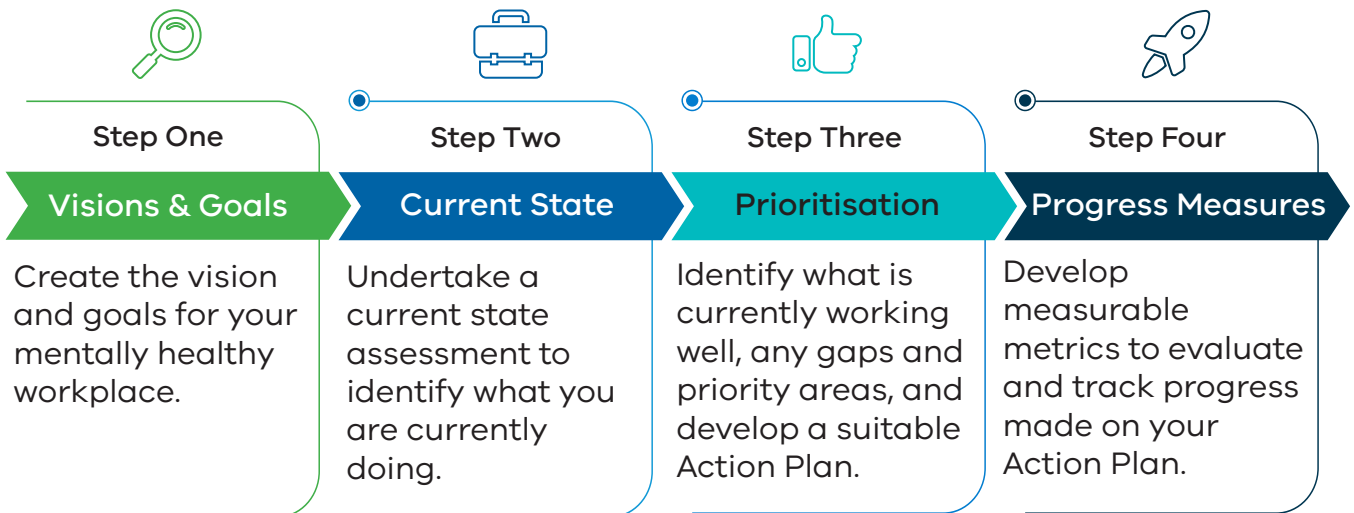 Step One
Visions & Goals
Create the vision
and goals for your
mentally healthy
workplace.
Step Two
Current State
Undertake a
current state
assessment to
identify what you
are currently
doing.
Step Three
Prioritisation
Identify what is
currently working
well, any gaps and
priority areas, and
develop a suitable
Action Plan.
Step Four
Progress Measures
Develop
measurable
metrics to evaluate
and track progress
made on your
Action Plan.